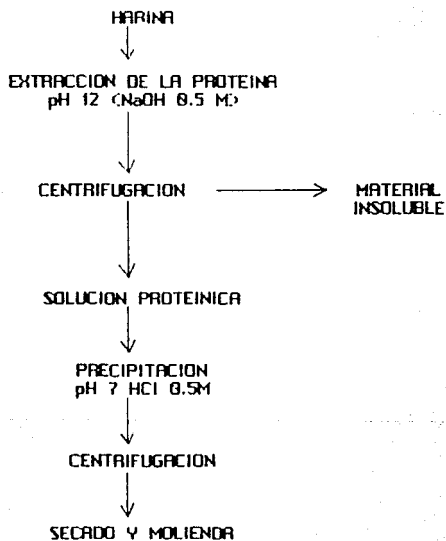 HARINA
EXTRACCION DE LA PROTEINA
pH 12 (NaOH 0.5 M)
CENTRIFUGACION
MATERIAL
INSOLUBLE
SOLUCION PROTEINICA
PRECIPITACION
pH 7 HCl 0.5M
CENTRIFUGACION
SECADO Y MOLIENDA